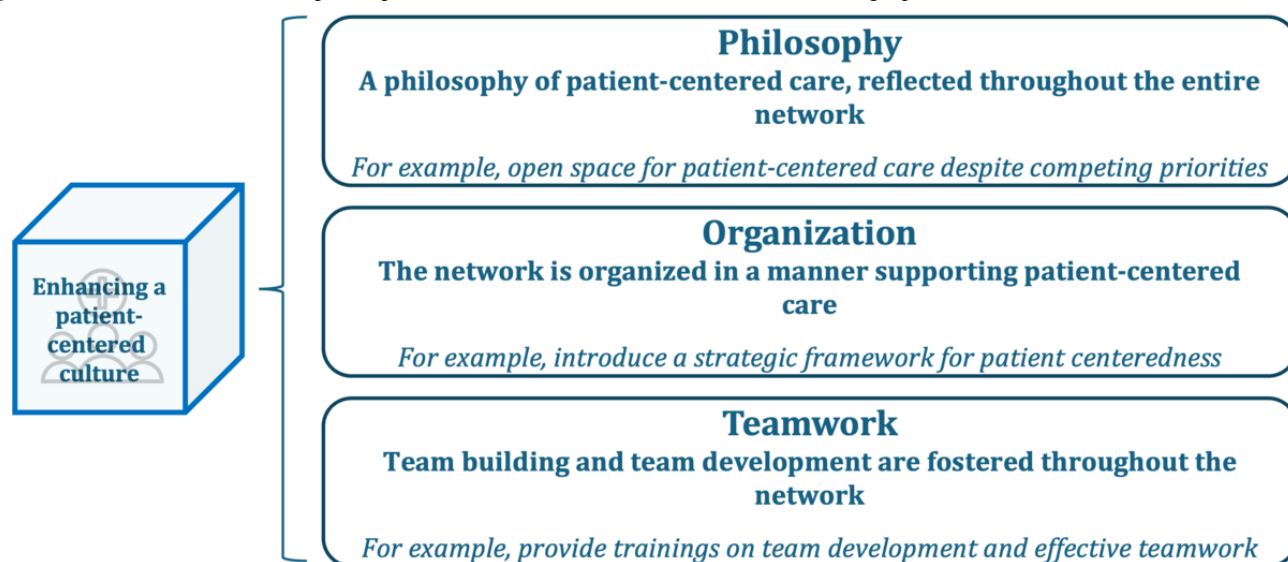 Philosophy
A philosophy of patient-centered care, reflected throughout the entire
network
For example, open space for patient-centered care despite competing priorities
Organization
The network is organized in a manner supporting patient-centered
care
For example, introduce a strategic framework for patient centeredness
Enhancing a
patient-
centered
culture
Teamwork
Team building and team development are fostered throughout the
network
For example, provide trainings on team development and effective teamwork